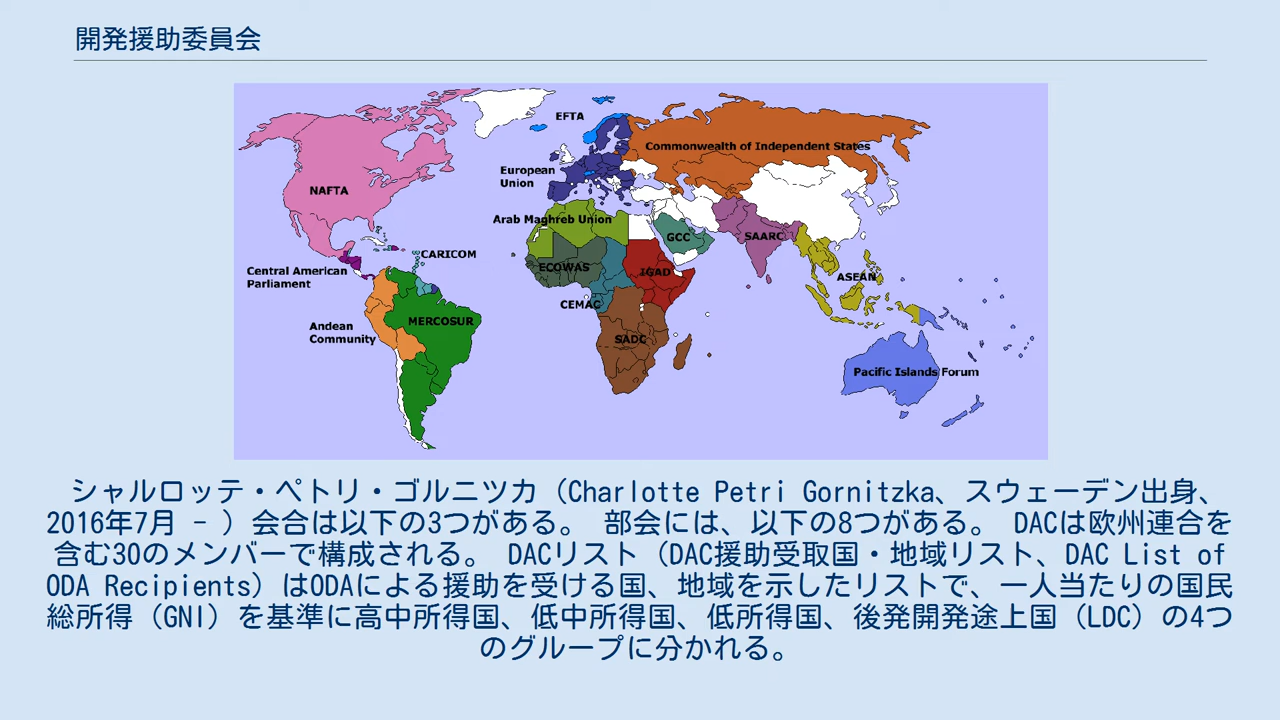 開発援助委員会
EFTA
Commonwealth of Independent States
European
Union
NAFTA
Arab Maghreb Union
GCC
SAARC
CARICOM
ECOWAS
IGAD
ASEAN
Central American
Parliament
CEMAC
MERCOSUR
Andean
Community
SADC
Pacific Islands Forum
シャルロッテ・ペトリ・ゴルニツカ（Charlotte Petri Gornitzka、スウェーデン出身、
2016年7月 - ）会合は以下の3つがある。 部会には、以下の8つがある。 DACは欧州連合を
含む30のメンバーで構成される。 DACリスト（DAC援助受取国・地域リスト、DAC List of
ODA Recipients）はODAによる援助を受ける国、地域を示したリストで、一人当たりの国民
総所得（GNI）を基準に高中所得国、低中所得国、低所得国、後発開発途上国（LDC）の4つ
のグループに分かれる。